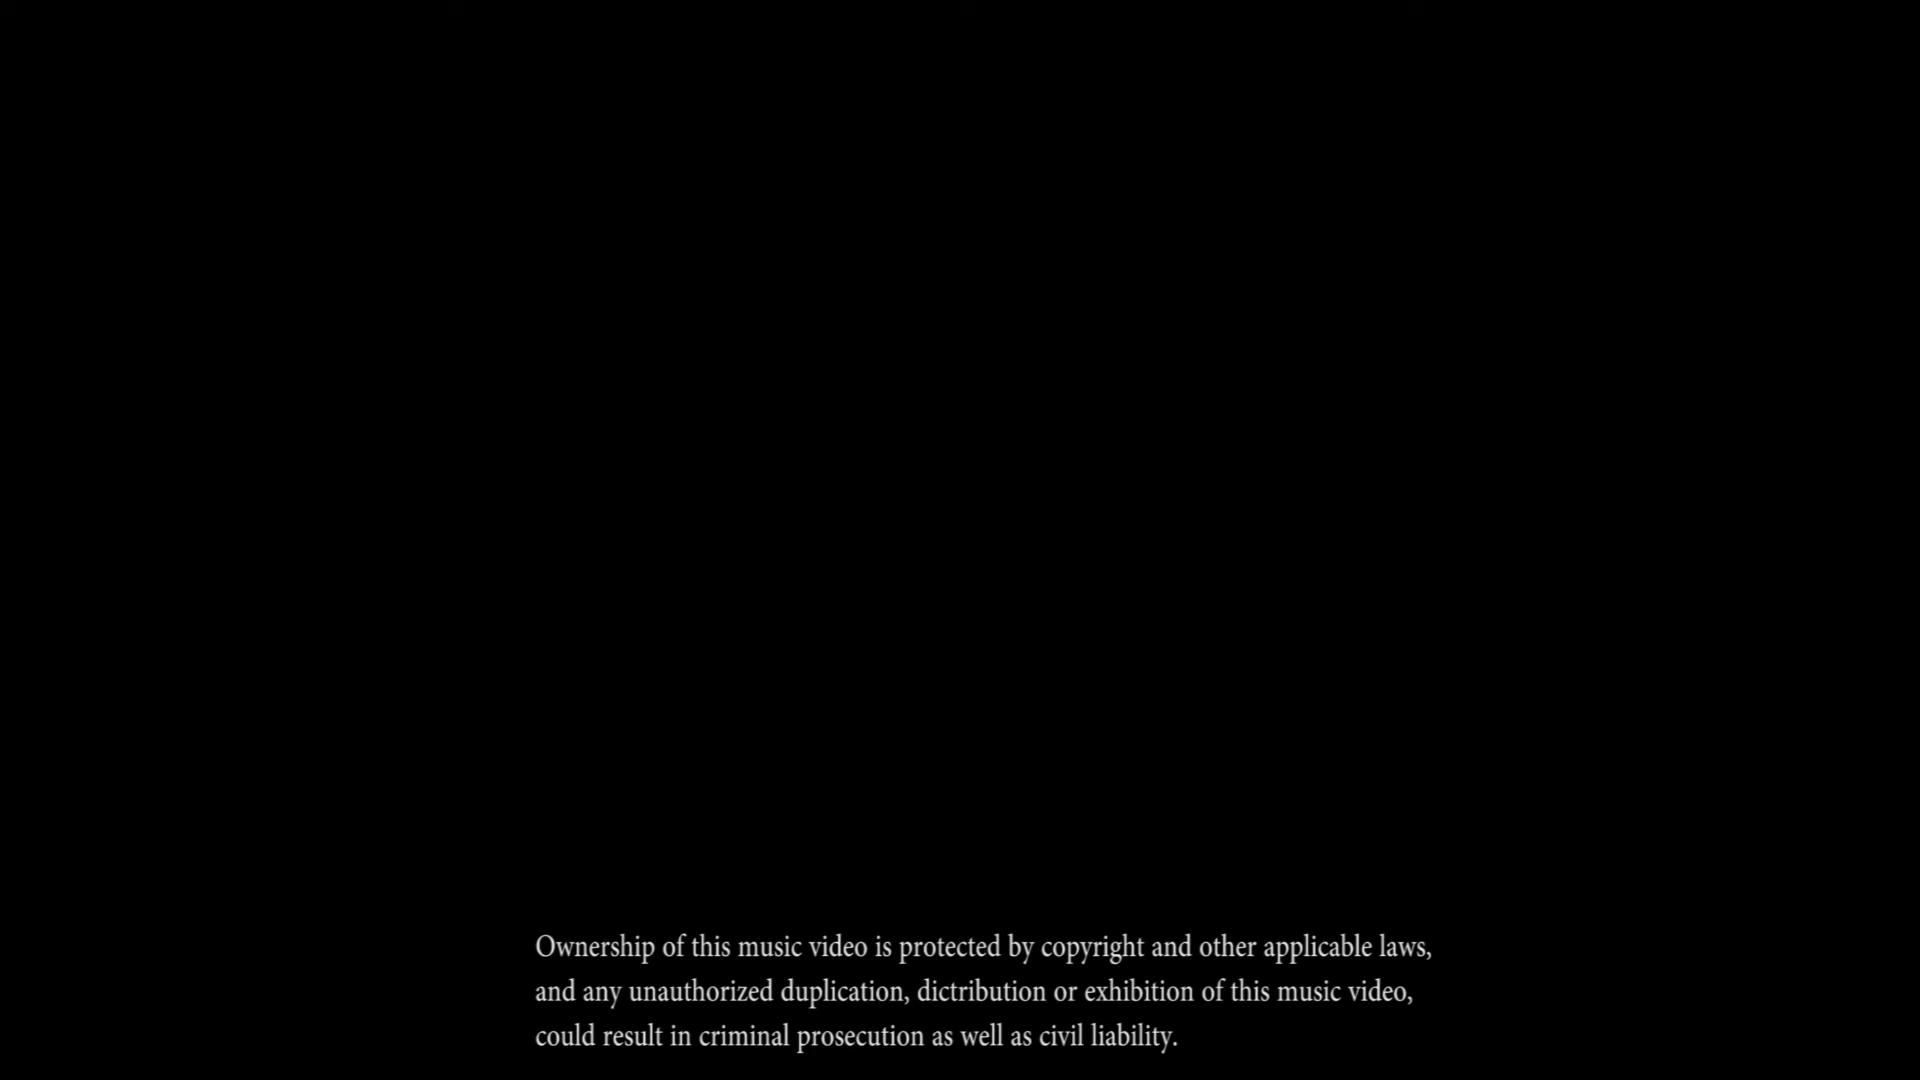 Ownership of this music video is protected by copyright and other applicable laws,
and any unauthorized duplication, dictribution or exhibition of this music video,
could result in criminal prosecution as well as civil liability.